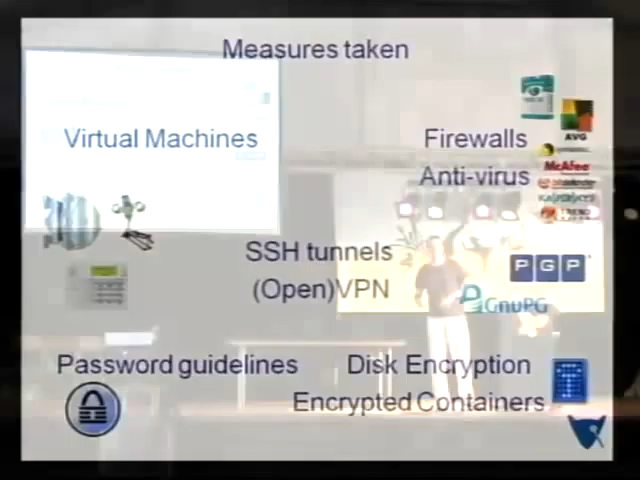 Measures taken
Virtual Machines
Firewalls
AVG
Anti-virus
McAfee
SSH tunnels
(Open)VPN
PGP
GnuPG
Password guidelines
Disk Encryption
Encrypted Containers